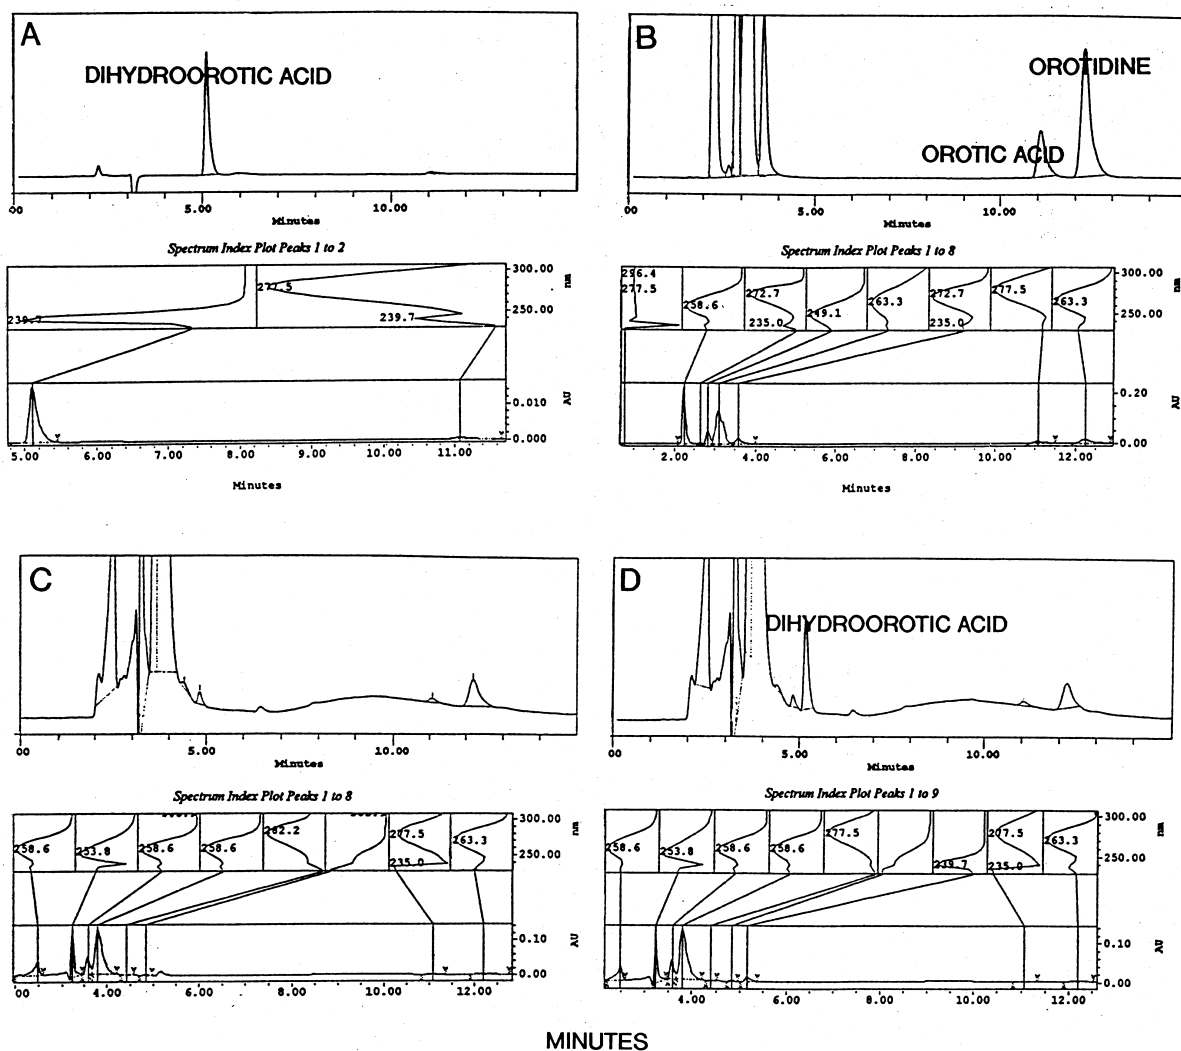 A
DIHYDROOROTIC ACID
00 5.00 10.00
Minutes
Spectrum Index Plot Peaks 1 to 2
277.5
239.7
239.7
300.00
nm
250.00
0.010
AU
0.000
5.00 6.00 7.00 8.00 9.00 10.00 11.00
Minutes
B
OROTIDINE
OROTIC ACID
00 5.00 10.00
Minutes
Spectrum Index Plot Peaks 1 to 8
296.4
277.5
258.6
272.7
235.0
249.1
263.3
272.7
235.0
277.5
263.3
300.00
nm
250.00
0.20
AU
0.00
2.00 4.00 6.00 8.00 10.00 12.00
Minutes
C
00 5.00 10.00
Minutes
Spectrum Index Plot Peaks 1 to 8
258.6
253.8
258.6
258.6
282.2
277.5
235.0
263.3
300.00
nm
250.00
0.10
AU
0.00
00 4.00 6.00 8.00 10.00 12.00
D
DIHYDROOROTIC ACID
00 5.00 10.00
Minutes
Spectrum Index Plot Peaks 1 to 9
258.6
253.8
258.6
258.6
277.5
239.7
277.5
235.0
263.3
300.00
nm
250.00
0.10
AU
0.00
4.00 6.00 8.00 10.00 12.00
MINUTES